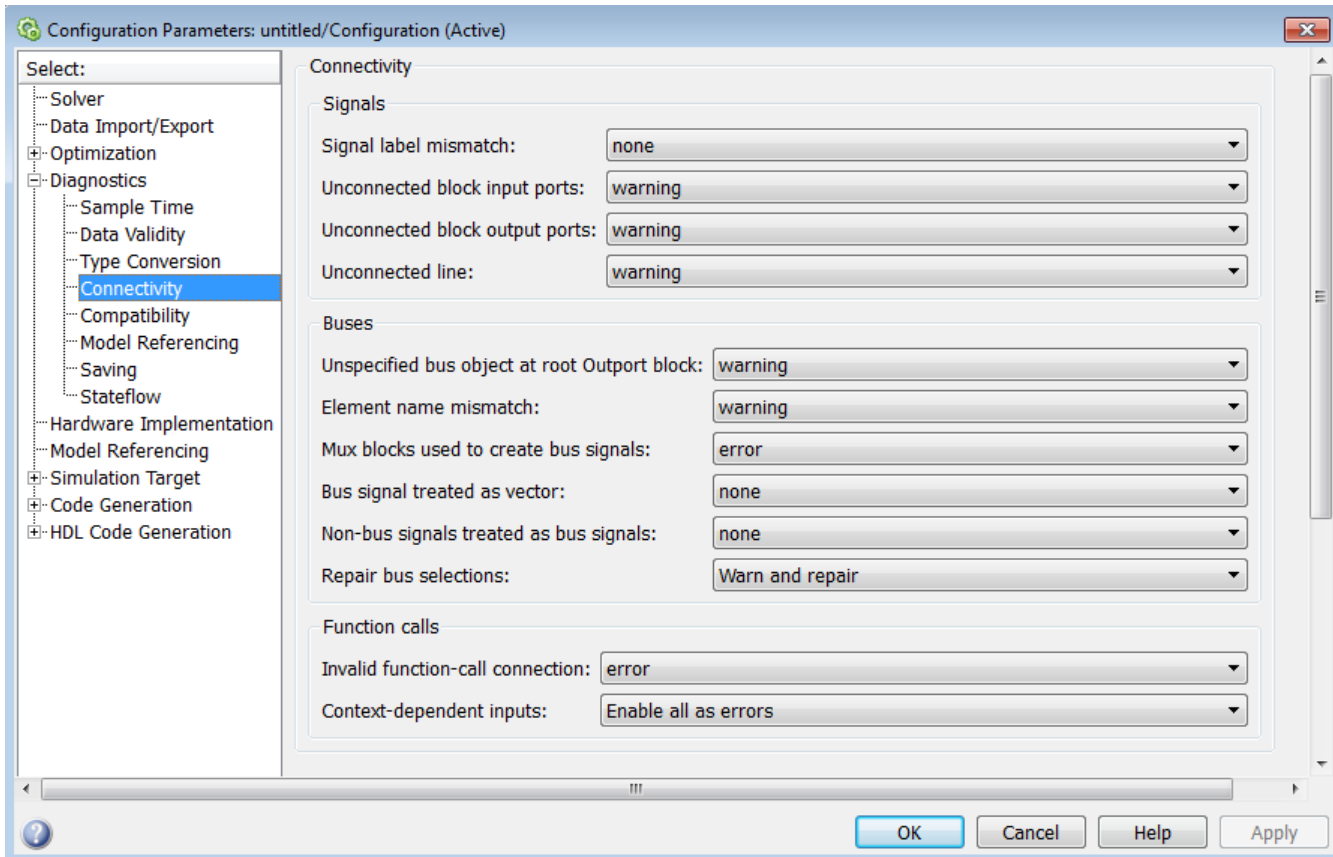 Configuration Parameters: untitled/Configuration (Active)
Select:
Solver
Data Import/Export
Optimization
Diagnostics
Sample Time
Data Validity
Type Conversion
Connectivity
Compatibility
Model Referencing
Saving
Stateflow
Hardware Implementation
Model Referencing
Simulation Target
Code Generation
HDL Code Generation
Connectivity
Signals
Signal label mismatch: none
Unconnected block input ports: warning
Unconnected block output ports: warning
Unconnected line: warning
Buses
Unspecified bus object at root Outport block: warning
Element name mismatch: warning
Mux blocks used to create bus signals: error
Bus signal treated as vector: none
Non-bus signals treated as bus signals: none
Repair bus selections: Warn and repair
Function calls
Invalid function-call connection: error
Context-dependent inputs: Enable all as errors
OK Cancel Help Apply